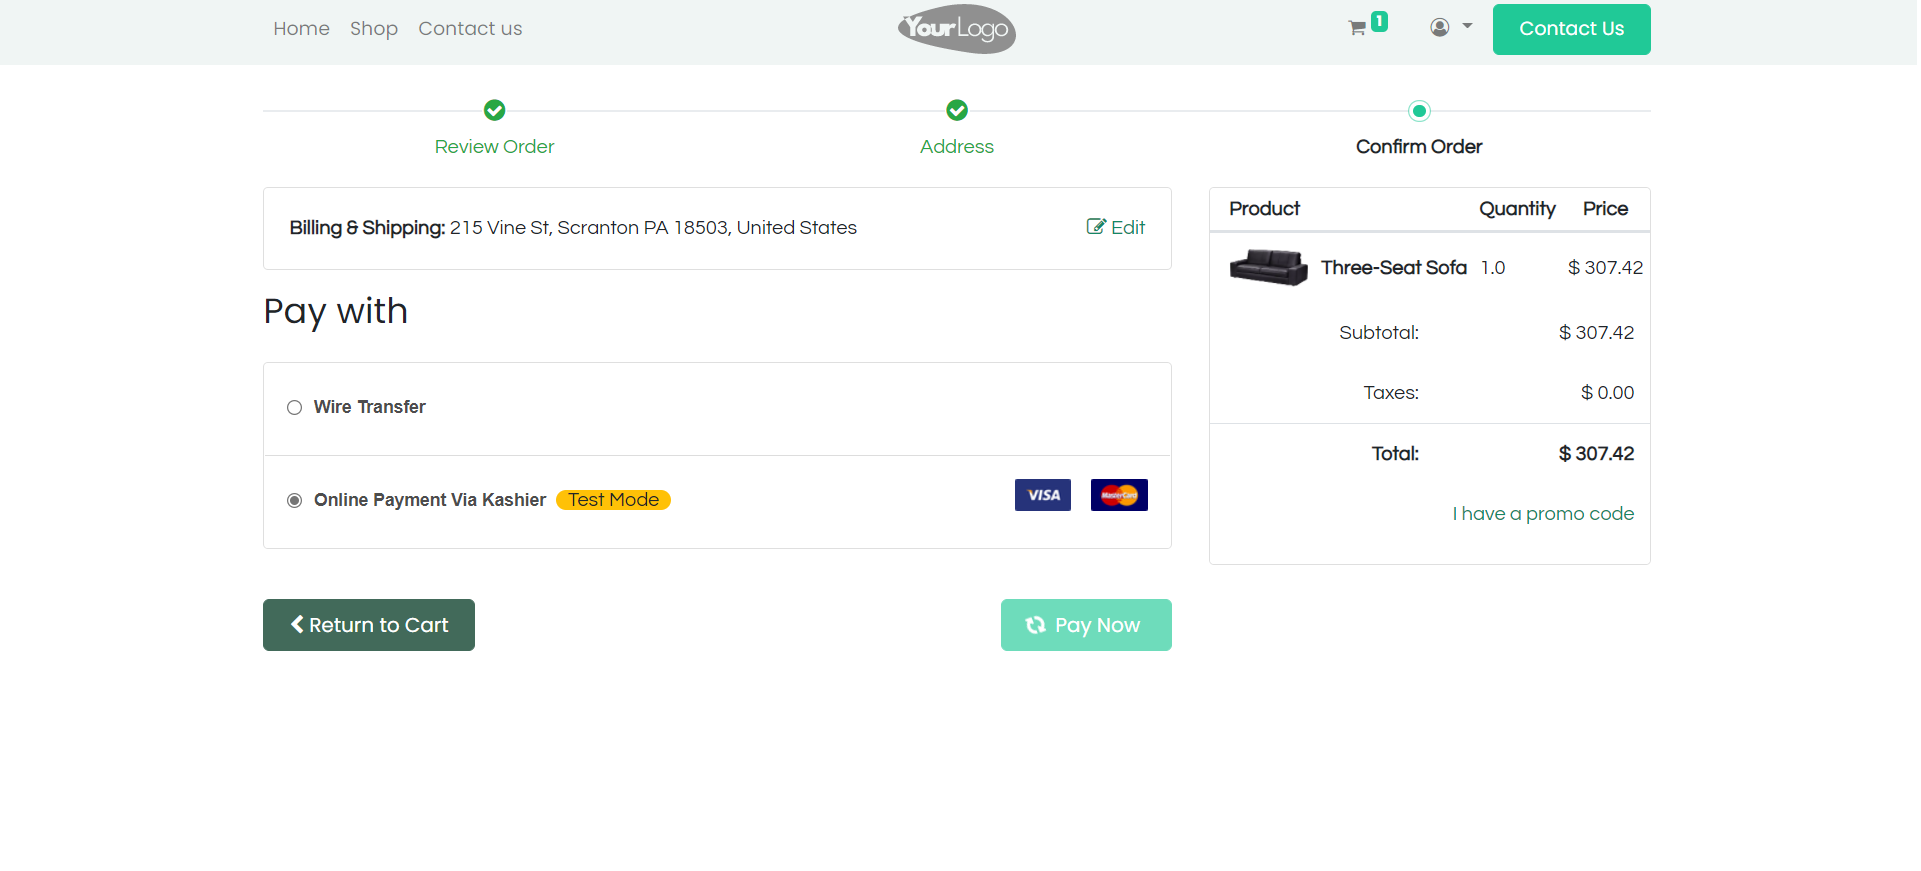 Home Shop Contact us
YourLogo
1
Contact Us
Review Order
Address
Confirm Order
Billing & Shipping: 215 Vine St, Scranton PA 18503, United States
Edit
Pay with
Wire Transfer
Online Payment Via Kashier Test Mode
VISA MasterCard
Return to Cart
Pay Now
Product Quantity Price
Three-Seat Sofa 1.0 $ 307.42
Subtotal: $ 307.42
Taxes: $ 0.00
Total: $ 307.42
I have a promo code